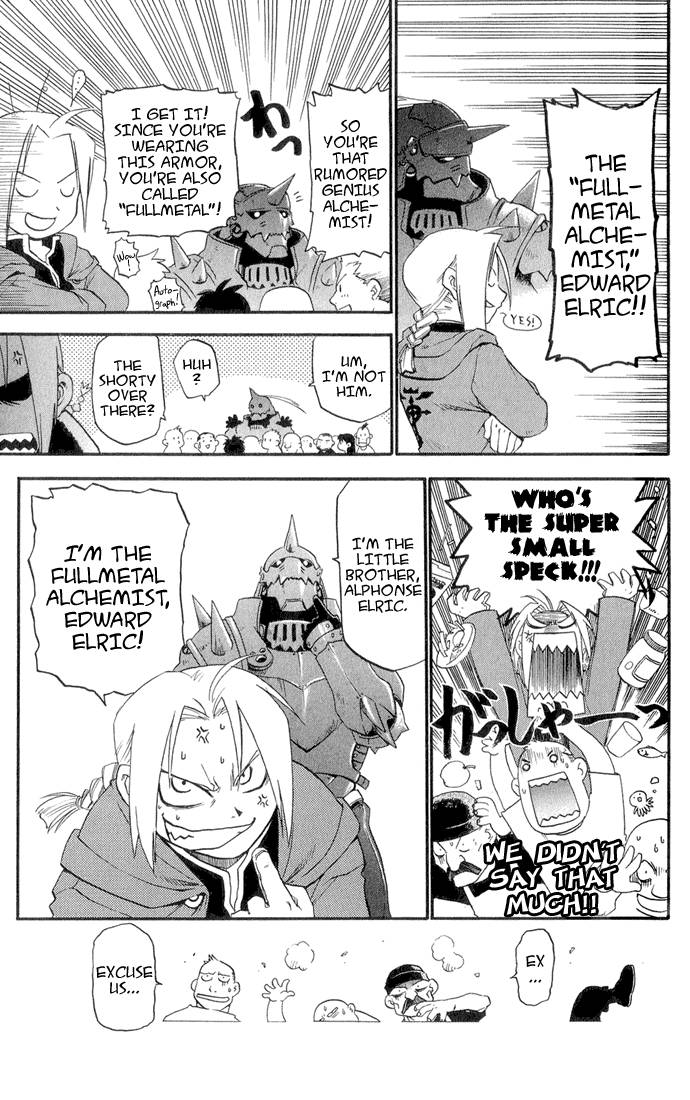 THE
"FULL-
METAL
ALCHE-
MIST,"
EDWARD
ELRIC!!
YES!
SO
YOU'RE
THAT
RUMORED
GENIUS
ALCHE-
MIST!
わっ
I GET IT!
SINCE YOU'RE
WEARING
THIS ARMOR,
YOU'RE ALSO
CALLED
"FULLMETAL"!
Wow!
Auto-
graph!
UM,
I'M NOT
HIM.
HUH
?
THE
SHORTY
OVER
THERE?
WHO'S
THE SUPER
SMALL
SPECK!!!
がっしゃーーっ
WE DIDN'T
SAY THAT
MUCH!!
I'M THE
LITTLE
BROTHER,
ALPHONSE
ELRIC.
I'M THE
FULLMETAL
ALCHEMIST,
EDWARD
ELRIC!
EX
...
EXCUSE
US...